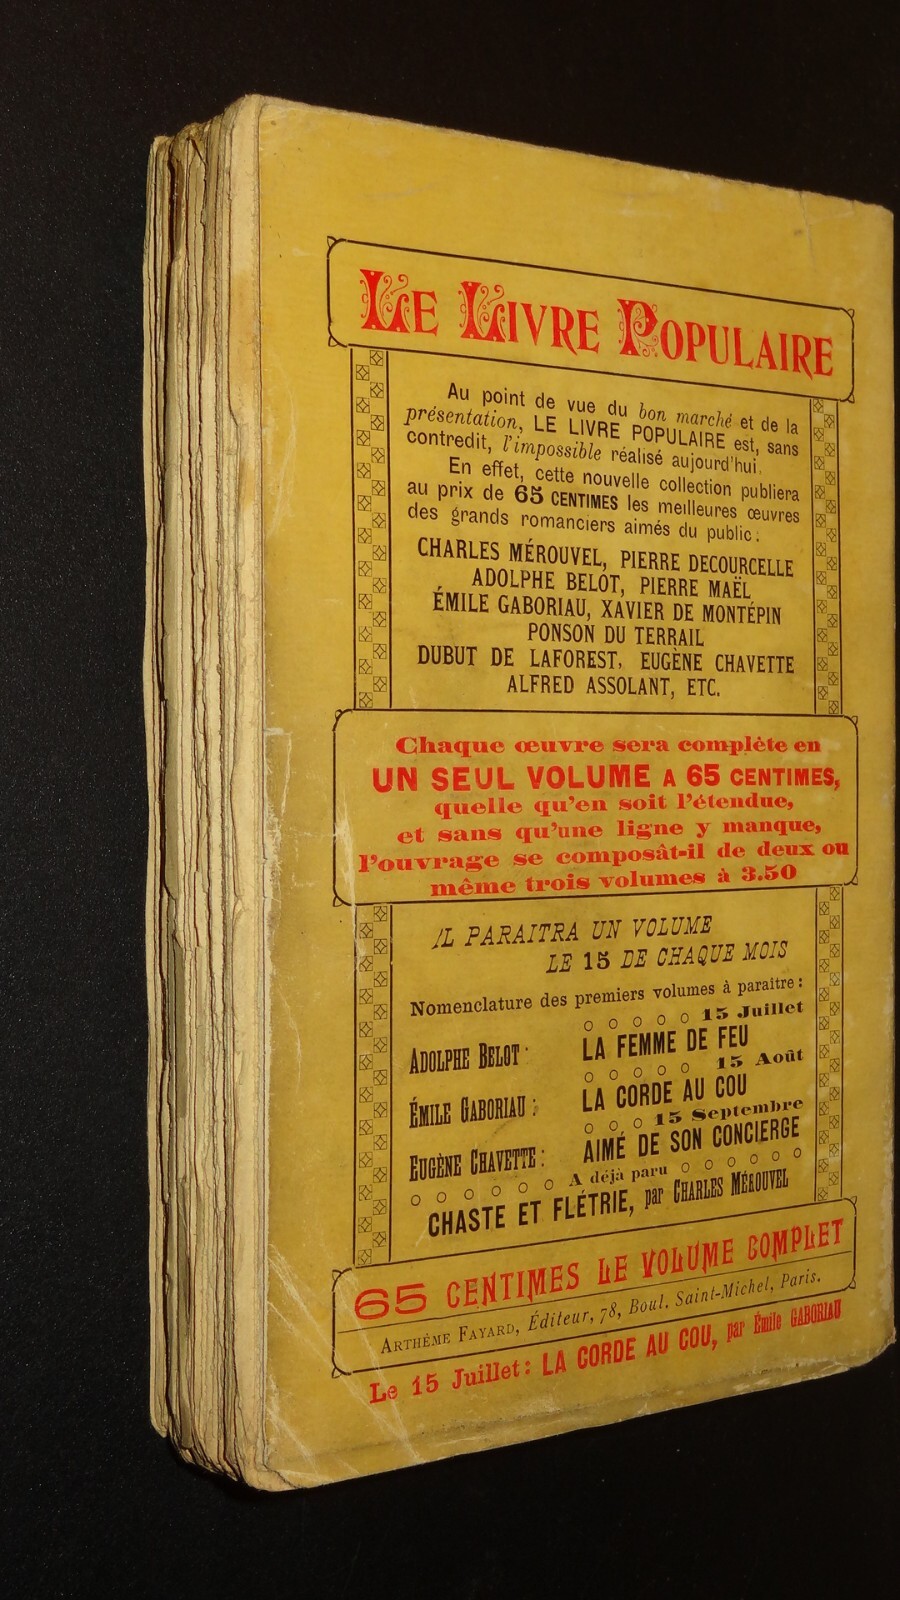 LE LIVRE POPULAIRE
Au point de vue du bon marché et de la
présentation, LE LIVRE POPULAIRE est, sans
contredit, l'impossible réalisé aujourd'hui.
En effet, cette nouvelle collection publiera
au prix de 65 CENTIMES les meilleures œuvres
des grands romanciers aimés du public :
CHARLES MÉROUVEL, PIERRE DECOURCELLE
ADOLPHE BELOT, PIERRE MAËL
ÉMILE GABORIAU, XAVIER DE MONTÉPIN
PONSON DU TERRAIL
DUBUT DE LAFOREST, EUGÈNE CHAVETTE
ALFRED ASSOLANT, ETC.
Chaque œuvre sera complète en
UN SEUL VOLUME A 65 CENTIMES,
quelle qu'en soit l'étendue,
et sans qu'une ligne y manque,
l'ouvrage se composât-il de deux ou
même trois volumes à 3.50
IL PARAITRA UN VOLUME
LE 15 DE CHAQUE MOIS
Nomenclature des premiers volumes à paraître :
o o o o o 15 Juillet
ADOLPHE BELOT : LA FEMME DE FEU
o o o o o 15 Août
ÉMILE GABORIAU : LA CORDE AU COU
o o o 15 Septembre
EUGÈNE CHAVETTE : AIMÉ DE SON CONCIERGE
o o o o o o A déjà paru o o o o o o
CHASTE ET FLÉTRIE, par CHARLES MÉROUVEL
65 CENTIMES LE VOLUME COMPLET
ARTHÈME FAYARD, Éditeur, 78, Boul. Saint-Michel, Paris.
Le 15 Juillet : LA CORDE AU COU, par Émile GABORIAU